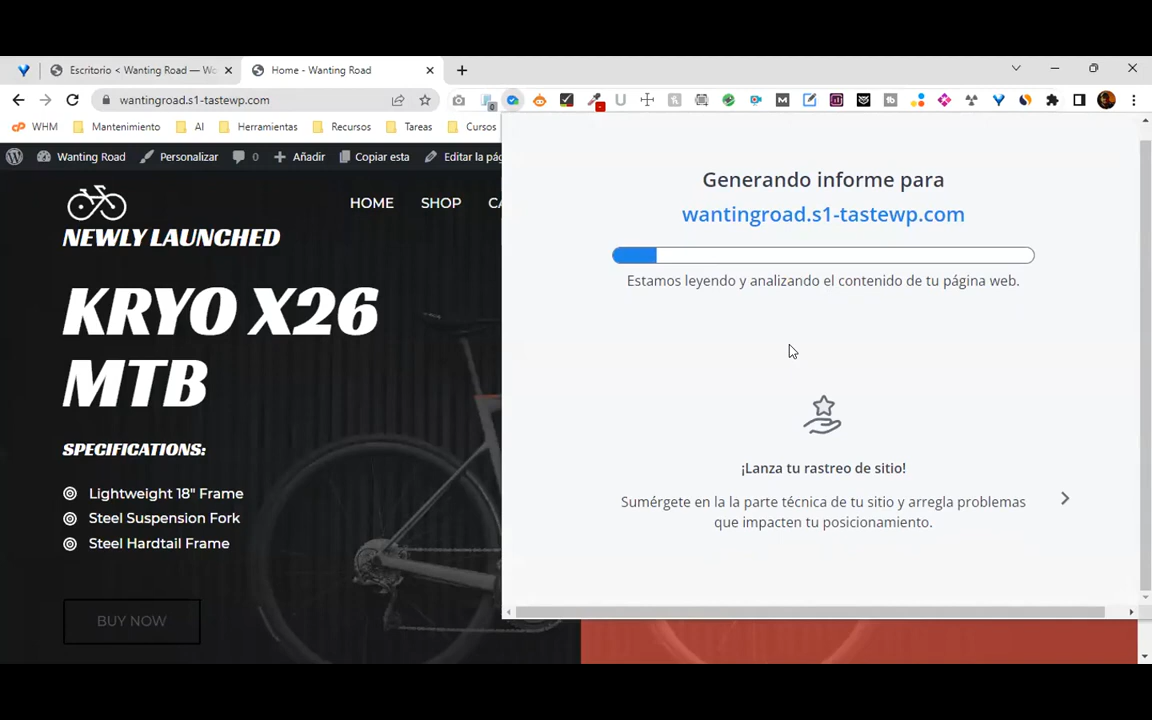 Escritorio < Wanting Road — Wo
Home - Wanting Road
wantingroad.s1-tastewp.com
WHM
Mantenimiento
AI
Herramientas
Recursos
Tareas
Cursos
Wanting Road
Personalizar
0
Añadir
Copiar esta
Editar la pág
HOME
SHOP
CA
NEWLY LAUNCHED
KRYO X26
MTB
SPECIFICATIONS:
Lightweight 18" Frame
Steel Suspension Fork
Steel Hardtail Frame
BUY NOW
Generando informe para
wantingroad.s1-tastewp.com
Estamos leyendo y analizando el contenido de tu página web.
¡Lanza tu rastreo de sitio!
Sumérgete en la la parte técnica de tu sitio y arregla problemas
que impacten tu posicionamiento.